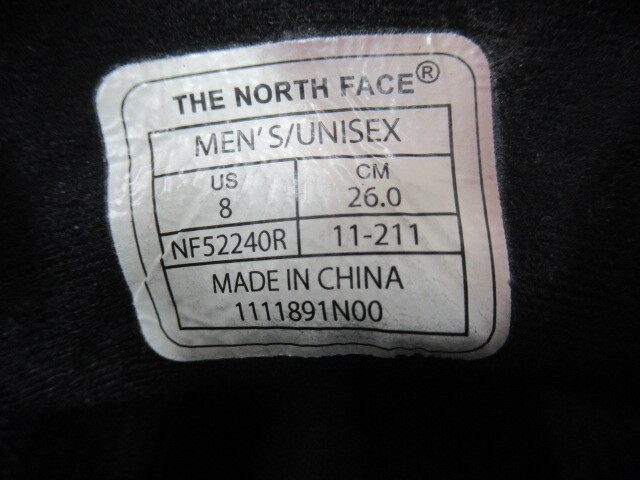 THE NORTH FACE®
MEN'S/UNISEX
US CM
8 26.0
NF52240R 11-211
MADE IN CHINA
1111891N00